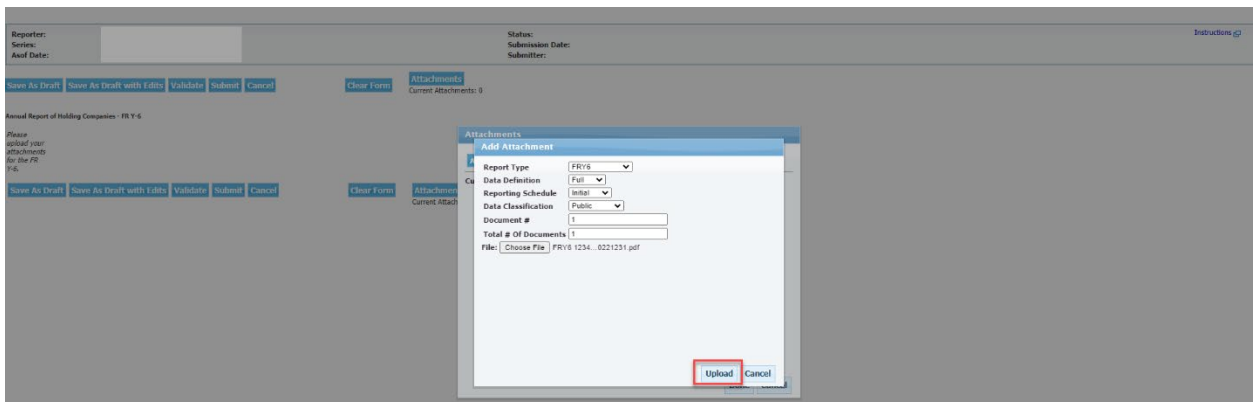 Reporter:
Series:
Asof Date:
Status:
Submission Date:
Submitter:
Instructions
Save As Draft Save As Draft with Edits Validate Submit Cancel Clear Form Attachments
Current Attachments: 0
Annual Report of Holding Companies - FR Y-6
Please
upload your
attachments
for the FR
Y-6.
Save As Draft Save As Draft with Edits Validate Submit Cancel Clear Form Attachmen
Current Attach
Attachments
Add Attachment
Report Type FRY6
Data Definition Full
Reporting Schedule Initial
Data Classification Public
Document # 1
Total # Of Documents 1
File: Choose File FRY6 1234...0221231.pdf
Upload Cancel